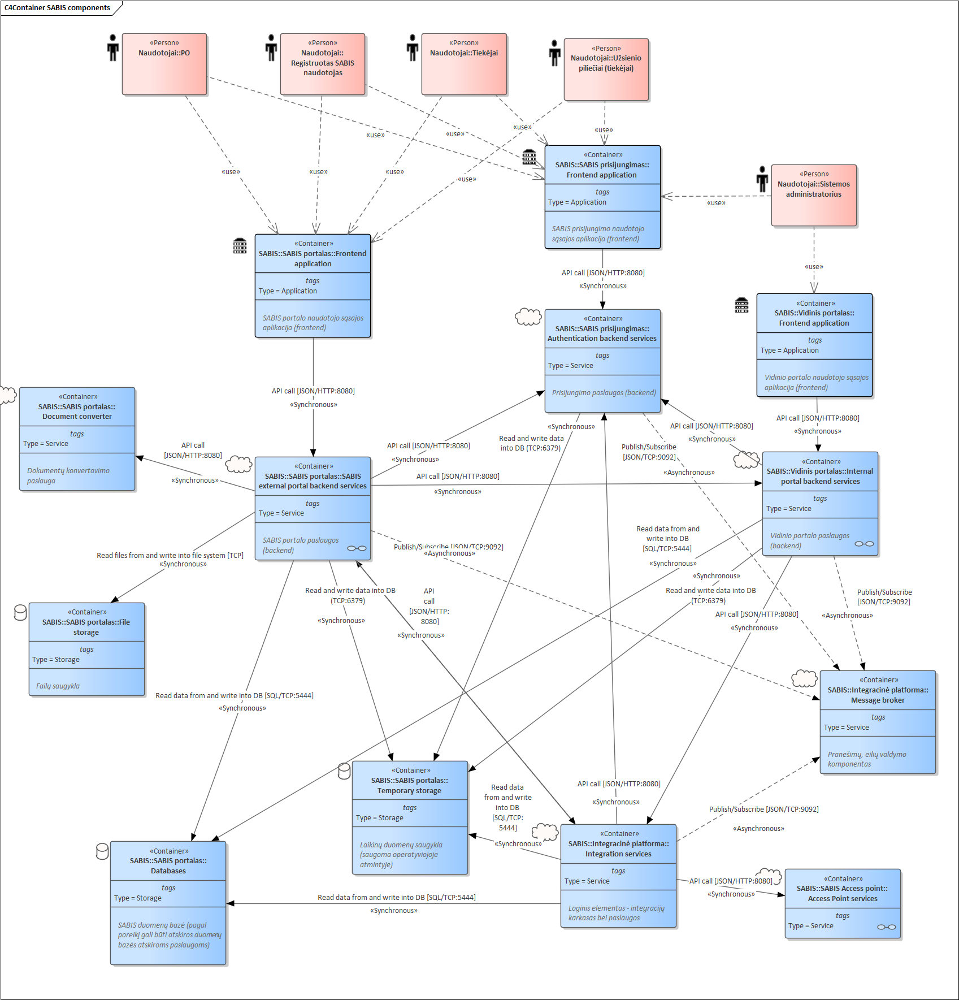 C4Container SABIS components
«Person»
Naudotojai::PO
«Person»
Naudotojai::
Registruotas SABIS
naudotojas
«Person»
Naudotojai::Tiekėjai
«Person»
Naudotojai::Užsienio
piliečiai (tiekėjai)
«use»
«use»
«use»
«use»
«use»
«use»
«use»
«use»
«Container»
SABIS::SABIS prisijungimas::
Frontend application
tags
Type = Application
SABIS prisijungimo naudotojo
sąsajos aplikacija (frontend)
«Person»
Naudotojai::Sistemos
administratorius
«use»
«use»
«Container»
SABIS::SABIS portalas::Frontend
application
tags
Type = Application
SABIS portalo naudotojo sąsajos
aplikacija (frontend)
API call [JSON/HTTP:8080]
«Synchronous»
«Container»
SABIS::SABIS prisijungimas::
Authentication backend services
tags
Type = Service
Prisijungimo paslaugos (backend)
«Container»
SABIS::Vidinis portalas::
Frontend application
tags
Type = Application
Vidinio portalo naudotojo sąsajos
aplikacija (frontend)
API call [JSON/HTTP:8080]
«Synchronous»
«Container»
SABIS::SABIS portalas::
Document converter
tags
Type = Service
Dokumentų konvertavimo
paslauga
API call
[JSON/HTTP:8080]
«Synchronous»
«Container»
SABIS::SABIS portalas::SABIS
external portal backend services
tags
Type = Service
SABIS portalo paslaugos
(backend)
API call [JSON/HTTP:8080]
«Synchronous»
API call [JSON/HTTP:8080]
«Synchronous»
«Synchronous»
Read and write data
into DB (TCP:6379)
Publish/Subscribe
[JSON/TCP:9092]
«Asynchronous»
API call [JSON/HTTP:8080]
«Synchronous»
API call [JSON/HTTP:8080]
«Synchronous»
«Container»
SABIS::Vidinis portalas::Internal
portal backend services
tags
Type = Service
Vidinio portalo paslaugos
(backend)
Read files from and write into file system [TCP]
«Synchronous»
Publish/Subscribe [JSON/TCP:9092]
«Asynchronous»
Read data from and
write into DB
[SQL/TCP:5444]
«Synchronous»
«Synchronous»
Read and write data into DB
(TCP:6379)
API call [JSON/HTTP:8080]
«Synchronous»
Publish/Subscribe
[JSON/TCP:9092]
«Asynchronous»
Read and write data into DB
(TCP:6379)
«Synchronous»
API
call
[JSON/HTTP:
8080]
«Synchronous»
«Container»
SABIS::SABIS portalas::File
storage
tags
Type = Storage
Failų saugykla
Read data from and write into DB [SQL/TCP:5444]
«Synchronous»
«Container»
SABIS::Integracinė platforma::
Message broker
tags
Type = Service
Pranešimų, eilių valdymo
komponentas
«Container»
SABIS::SABIS portalas::
Temporary storage
tags
Type = Storage
Laikinų duomenų saugykla
(saugoma operatyviojoje
atmintyje)
Read data
from and write
into DB
[SQL/TCP:
5444]
«Synchronous»
API call [JSON/HTTP:8080]
«Synchronous»
Publish/Subscribe [JSON/TCP:9092]
«Asynchronous»
«Container»
SABIS::Integracinė platforma::
Integration services
tags
Type = Service
Loginis elementas - integracijų
karkasas bei paslaugos
«Container»
SABIS::SABIS portalas::
Databases
tags
Type = Storage
SABIS duomenų bazė (pagal
poreikį gali būti atskiros duomenų
bazės atskiroms paslaugoms)
Read data from and write into DB [SQL/TCP:5444]
«Synchronous»
API call [JSON/HTTP:8080]
«Synchronous»
«Container»
SABIS::SABIS Access point::
Access Point services
tags
Type = Service